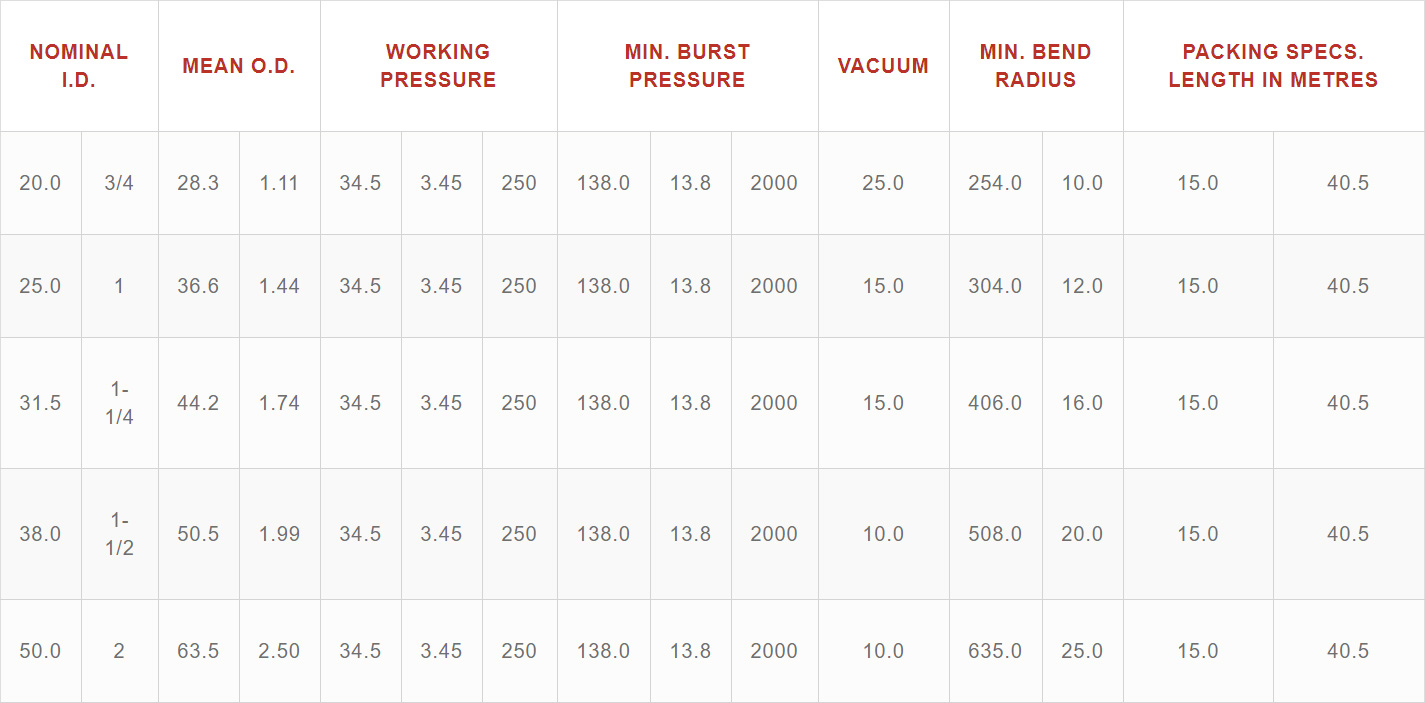 NOMINAL I.D. MEAN O.D. WORKING PRESSURE MIN. BURST PRESSURE VACUUM MIN. BEND RADIUS PACKING SPECS. LENGTH IN METRES
20.0 3/4 28.3 1.11 34.5 3.45 250 138.0 13.8 2000 25.0 254.0 10.0 15.0 40.5
25.0 1 36.6 1.44 34.5 3.45 250 138.0 13.8 2000 15.0 304.0 12.0 15.0 40.5
31.5 1-1/4 44.2 1.74 34.5 3.45 250 138.0 13.8 2000 15.0 406.0 16.0 15.0 40.5
38.0 1-1/2 50.5 1.99 34.5 3.45 250 138.0 13.8 2000 10.0 508.0 20.0 15.0 40.5
50.0 2 63.5 2.50 34.5 3.45 250 138.0 13.8 2000 10.0 635.0 25.0 15.0 40.5